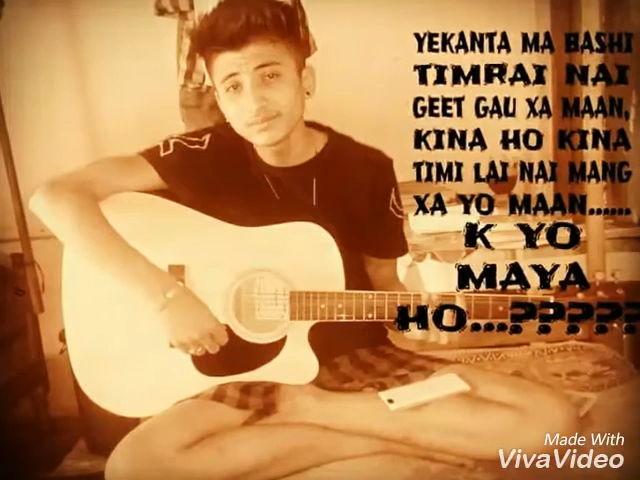 YEKANTA MA BASHI
TIMRAI NAI
GEET GAU XA MAAN,
KINA HO KINA
TIMI LAI NAI MANG
XA YO MAAN......
K YO
MAYA
HO...?????
Made With
VivaVideo